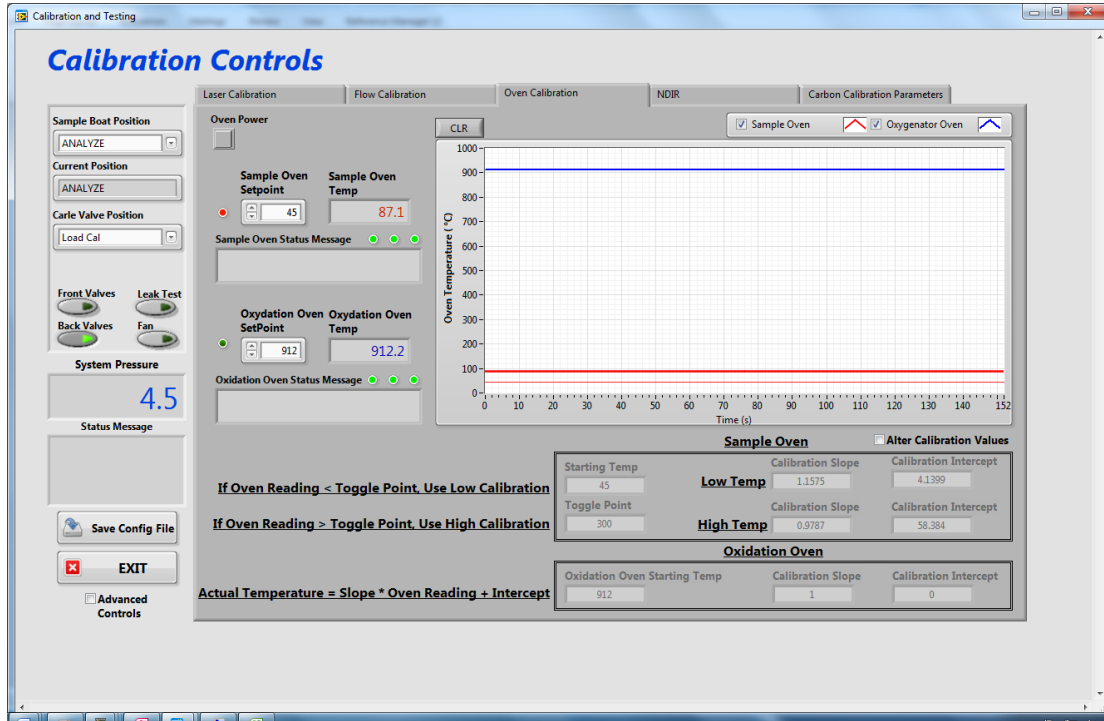 Calibration and Testing
Calibration Controls
Laser Calibration
Flow Calibration
Oven Calibration
NDIR
Carbon Calibration Parameters
Sample Boat Position
ANALYZE
Current Position
ANALYZE
Carle Valve Position
Load Cal
Front Valves
Leak Test
Back Valves
Fan
System Pressure
4.5
Status Message
Save Config File
EXIT
Advanced
Controls
Oven Power
Sample Oven
Setpoint
45
Sample Oven
Temp
87.1
Sample Oven Status Message
Oxydation Oven
SetPoint
912
Oxydation Oven
Temp
912.2
Oxidation Oven Status Message
CLR
Sample Oven
Oxygenator Oven
Oven Temperature ( °C)
1000
900
800
700
600
500
400
300
200
100
0
0 10 20 30 40 50 60 70 80 90 100 110 120 130 140 152
Time (s)
Sample Oven
Alter Calibration Values
If Oven Reading < Toggle Point, Use Low Calibration
If Oven Reading > Toggle Point, Use High Calibration
Starting Temp
45
Toggle Point
300
Low Temp
Calibration Slope
1.1575
Calibration Intercept
4.1399
High Temp
Calibration Slope
0.9787
Calibration Intercept
58.384
Oxidation Oven
Actual Temperature = Slope * Oven Reading + Intercept
Oxidation Oven Starting Temp
912
Calibration Slope
1
Calibration Intercept
0